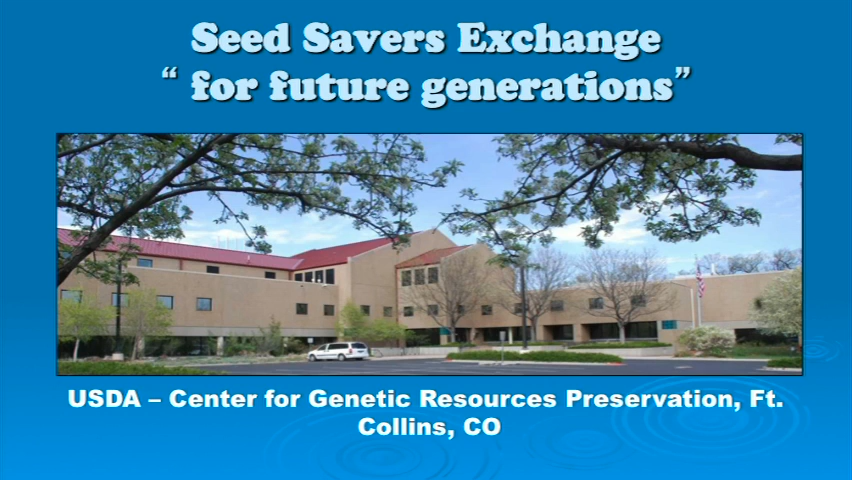 Seed Savers Exchange
“ for future generations”
USDA – Center for Genetic Resources Preservation, Ft.
Collins, CO